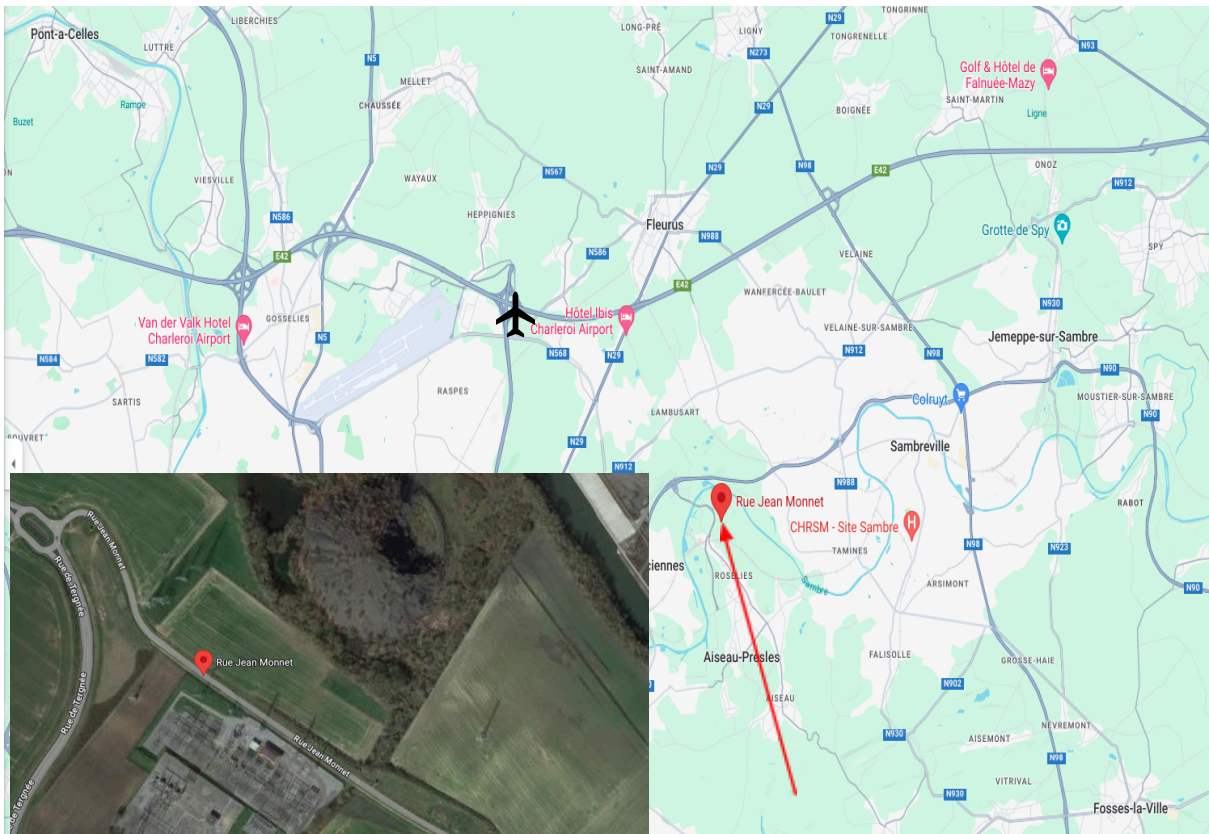 LIBERCHIES
Pont-a-Celles
LUTTRE
N5
LONG-PRÉ
LIGNY
TONGRINNE
TONGRENELLE
N273
N93
MELLET
SAINT-AMAND
Golf & Hôtel de
Falnuée-Mazy
Rampe
CHAUSSÉE
N29
BOIGNÉE
SAINT-MARTIN
Buzet
Ligne
VIESVILLE
WAYAUX
N567
N29
N98
E42
ONOZ
N912
N586
HEPPIGNIES
Fleurus
N988
Grotte de Spy
SPY
E42
N586
VELAINE
E42
WANFERCÉE-BAULET
N930
Van der Valk Hotel
Charleroi Airport
GOSSELIES
N5
Hôtel Ibis
Charleroi Airport
VELAINE-SUR-SAMBRE
Jemeppe-sur-Sambre
N584
N582
N568
N29
N912
N98
N90
RASPES
SARTIS
LAMBUSART
Colruyt
MOUSTIER-SUR-SAMBRE
N90
N29
Sambreville
N912
N988
RABOT
Rue Jean Monnet
CHRSM - Site Sambre
TAMINES
N98
N923
ciennes
ROSELIES
Sambre
ARSIMONT
N90
Aiseau-Presles
FALISOLLE
GROSSE-HAIE
N902
AISEAU
NÈVREMONT
N930
AISEMONT
N98
VITRIVAL
N930
Fosses-la-Ville
Rue Jean Monnet
Rue de Tergnée
Rue Jean Monnet
Rue de Tergnée
Rue Jean Monnet
Rue de Tergnée